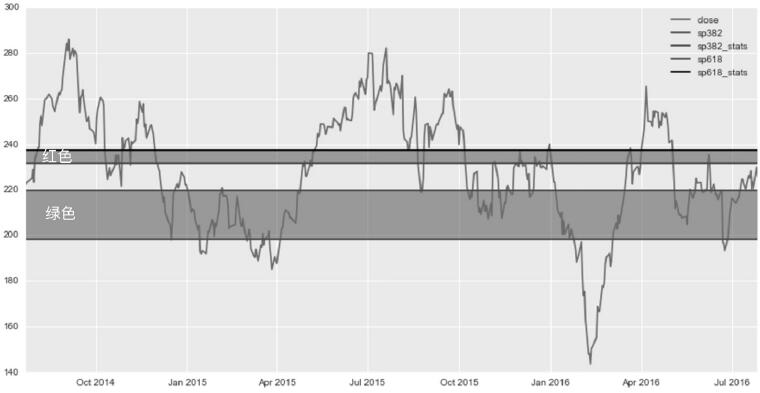 300
280
260
240
220
200
180
160
140
close
sp382
sp382_stats
sp618
sp618_stats
红色
绿色
Oct 2014 Jan 2015 Apr 2015 Jul 2015 Oct 2015 Jan 2016 Apr 2016 Jul 2016